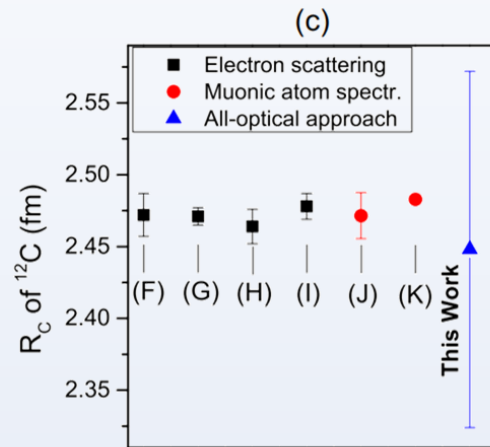 (c)
Electron scattering
Muonic atom spectr.
All-optical approach
2.55
2.50
2.45
2.40
2.35
R_C of ¹²C (fm)
(F) (G) (H) (I) (J) (K)
This Work